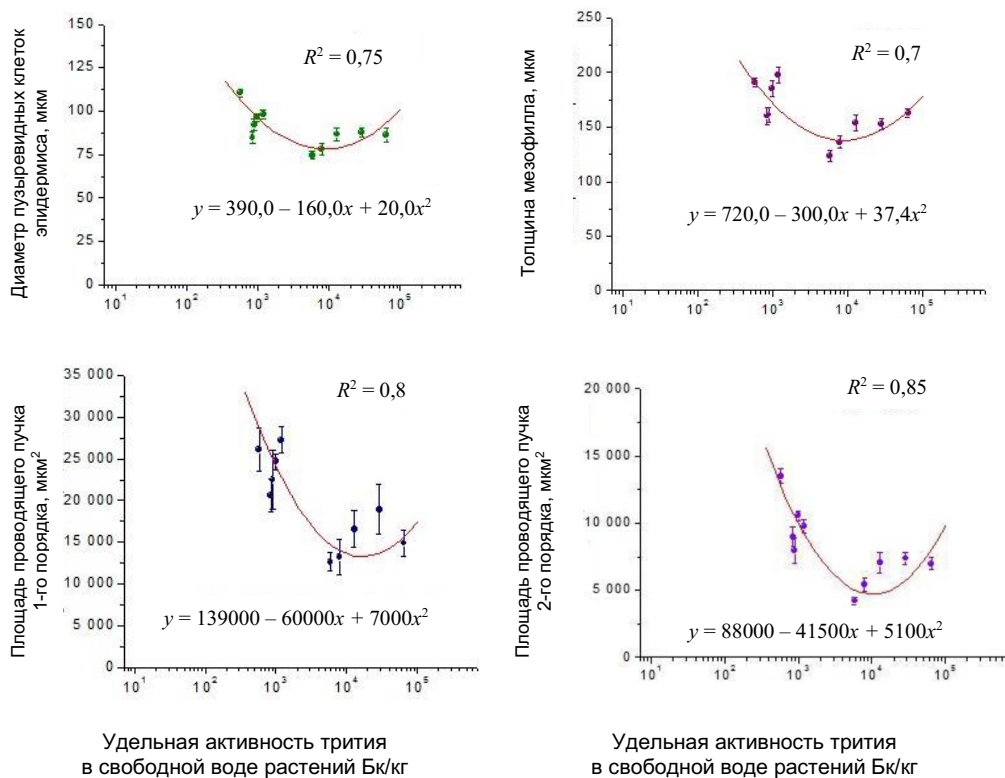 Диаметр пузыревидных клеток
эпидермиса, мкм
150
125
100
75
50
25
0
R² = 0,75
y = 390,0 – 160,0x + 20,0x²
10¹ 10² 10³ 10⁴ 10⁵
Толщина мезофилла, мкм
250
200
150
100
50
0
R² = 0,7
y = 720,0 – 300,0x + 37,4x²
10¹ 10² 10³ 10⁴ 10⁵
Площадь проводящего пучка
1-го порядка, мкм²
35 000
30 000
25 000
20 000
15 000
10 000
5 000
0
R² = 0,8
y = 139000 – 60000x + 7000x²
10¹ 10² 10³ 10⁴ 10⁵
Площадь проводящего пучка
2-го порядка, мкм²
20 000
15 000
10 000
5 000
0
R² = 0,85
y = 88000 – 41500x + 5100x²
10¹ 10² 10³ 10⁴ 10⁵
Удельная активность трития
в свободной воде растений Бк/кг
Удельная активность трития
в свободной воде растений Бк/кг